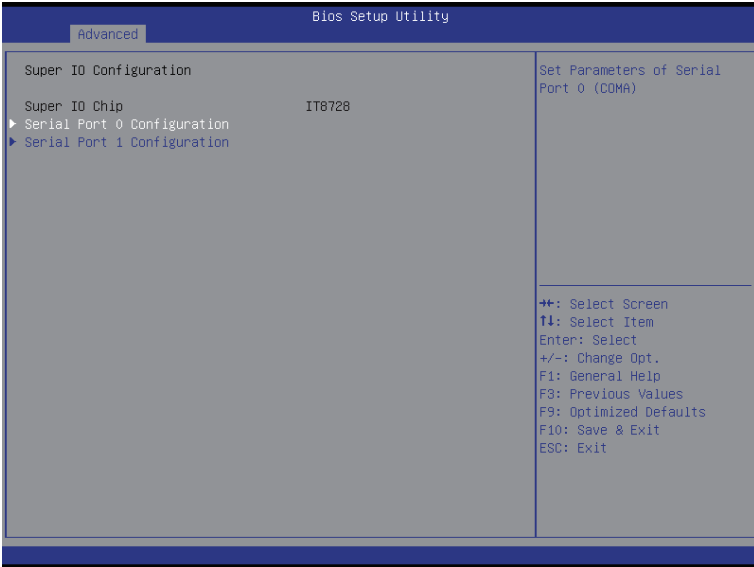 Bios Setup Utility
Advanced
Super IO Configuration
Super IO Chip IT8728
Serial Port 0 Configuration
Serial Port 1 Configuration
Set Parameters of Serial
Port 0 (COMA)
→←: Select Screen
↑↓: Select Item
Enter: Select
+/-: Change Opt.
F1: General Help
F3: Previous Values
F9: Optimized Defaults
F10: Save & Exit
ESC: Exit